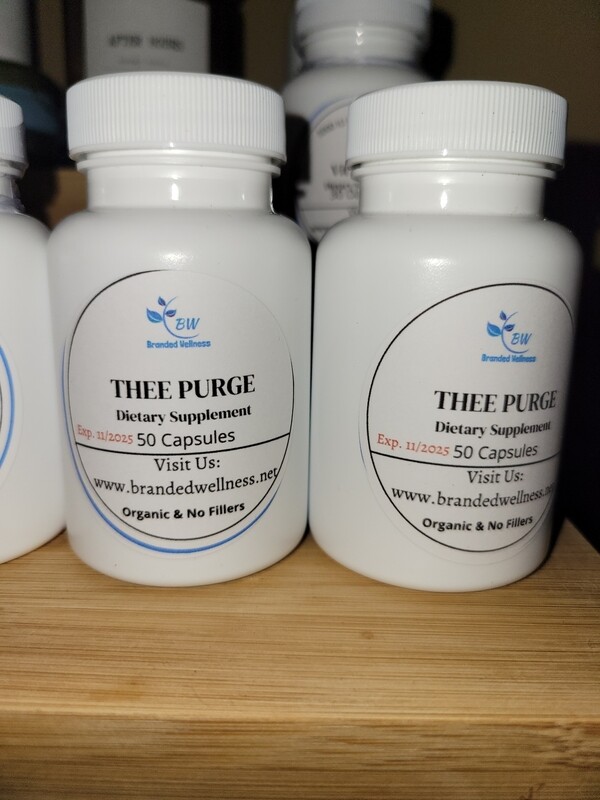 BW
Branded Wellness
THEE PURGE
Dietary Supplement
Exp. 11/2025 50 Capsules
Visit Us:
www.brandedwellness.net
Organic & No Fillers
BW
Branded Wellness
THEE PURGE
Dietary Supplement
Exp. 11/2025 50 Capsules
Visit Us:
www.brandedwellness.n
Organic & No Fillers